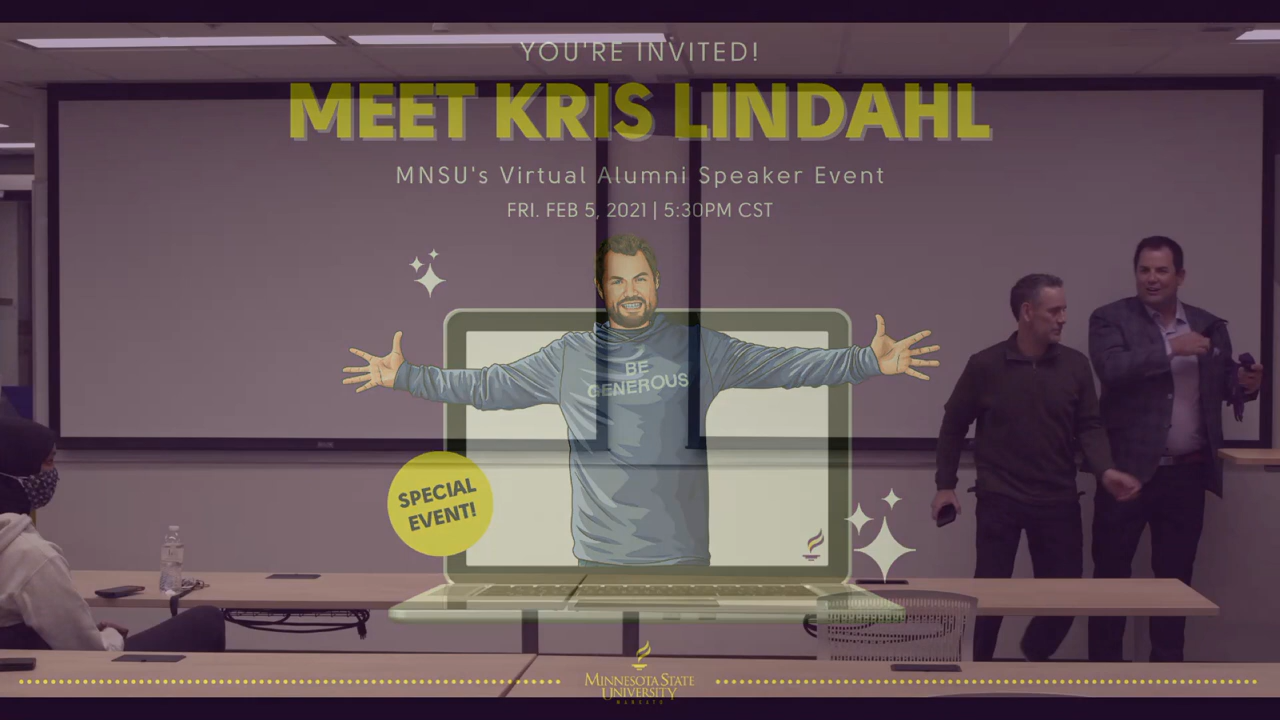 YOU'RE INVITED!
MEET KRIS LINDAHL
MNSU's Virtual Alumni Speaker Event
FRI. FEB 5, 2021 | 5:30PM CST
BE
GENEROUS
SPECIAL
EVENT!
MINNESOTA STATE
UNIVERSITY
MANKATO